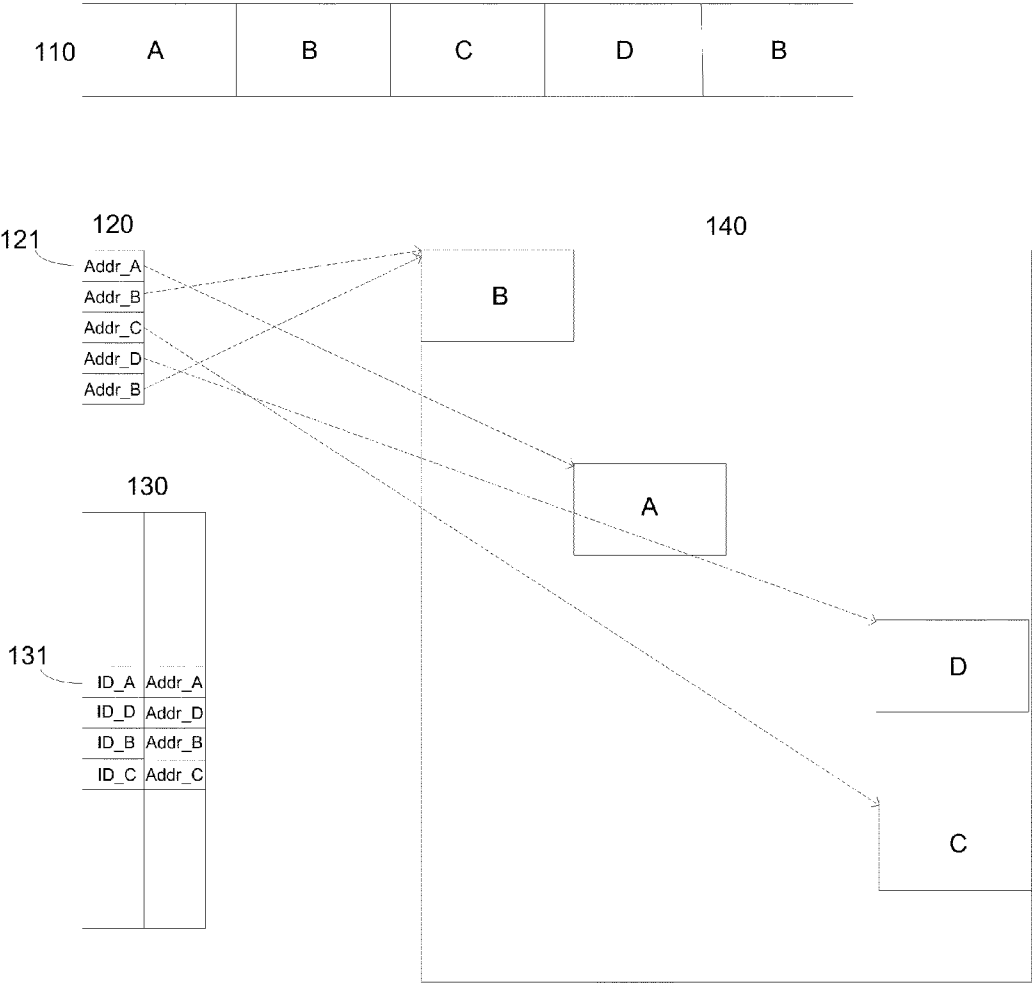 110 A B C D B
120 140
121
Addr_A
Addr_B
Addr_C
Addr_D
Addr_B
B
130
A
131
ID_A Addr_A
ID_D Addr_D
ID_B Addr_B
ID_C Addr_C
D
C